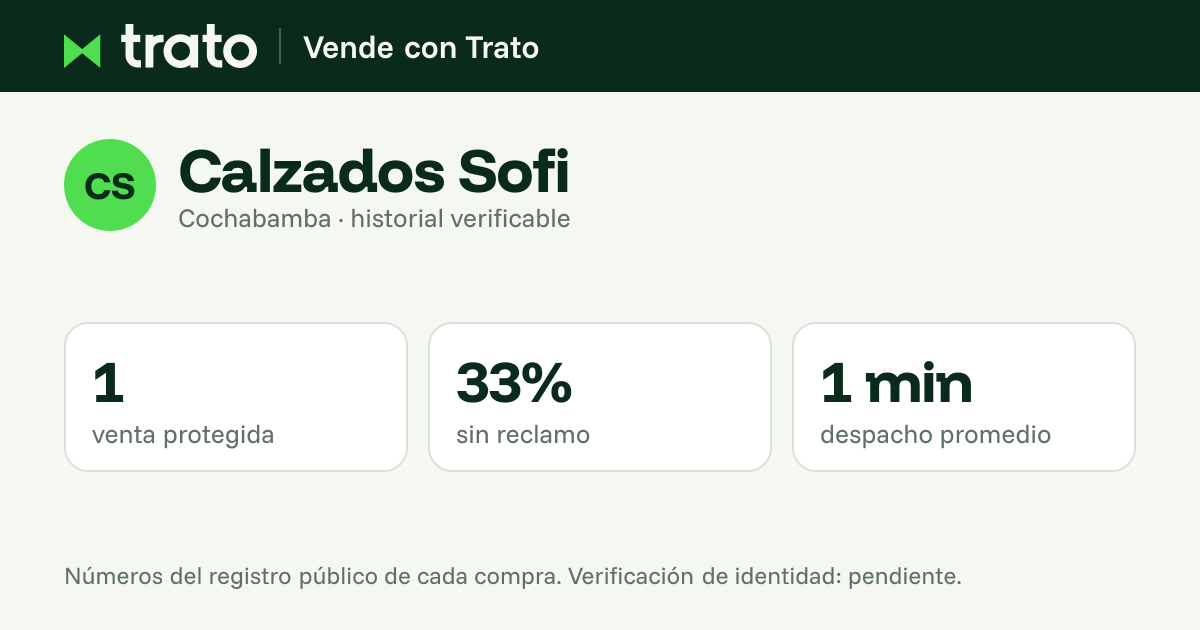 trato
Vende con Trato
CS
Calzados Sofi
Cochabamba · historial verificable
1
venta protegida
33%
sin reclamo
1 min
despacho promedio
Números del registro público de cada compra. Verificación de identidad: pendiente.